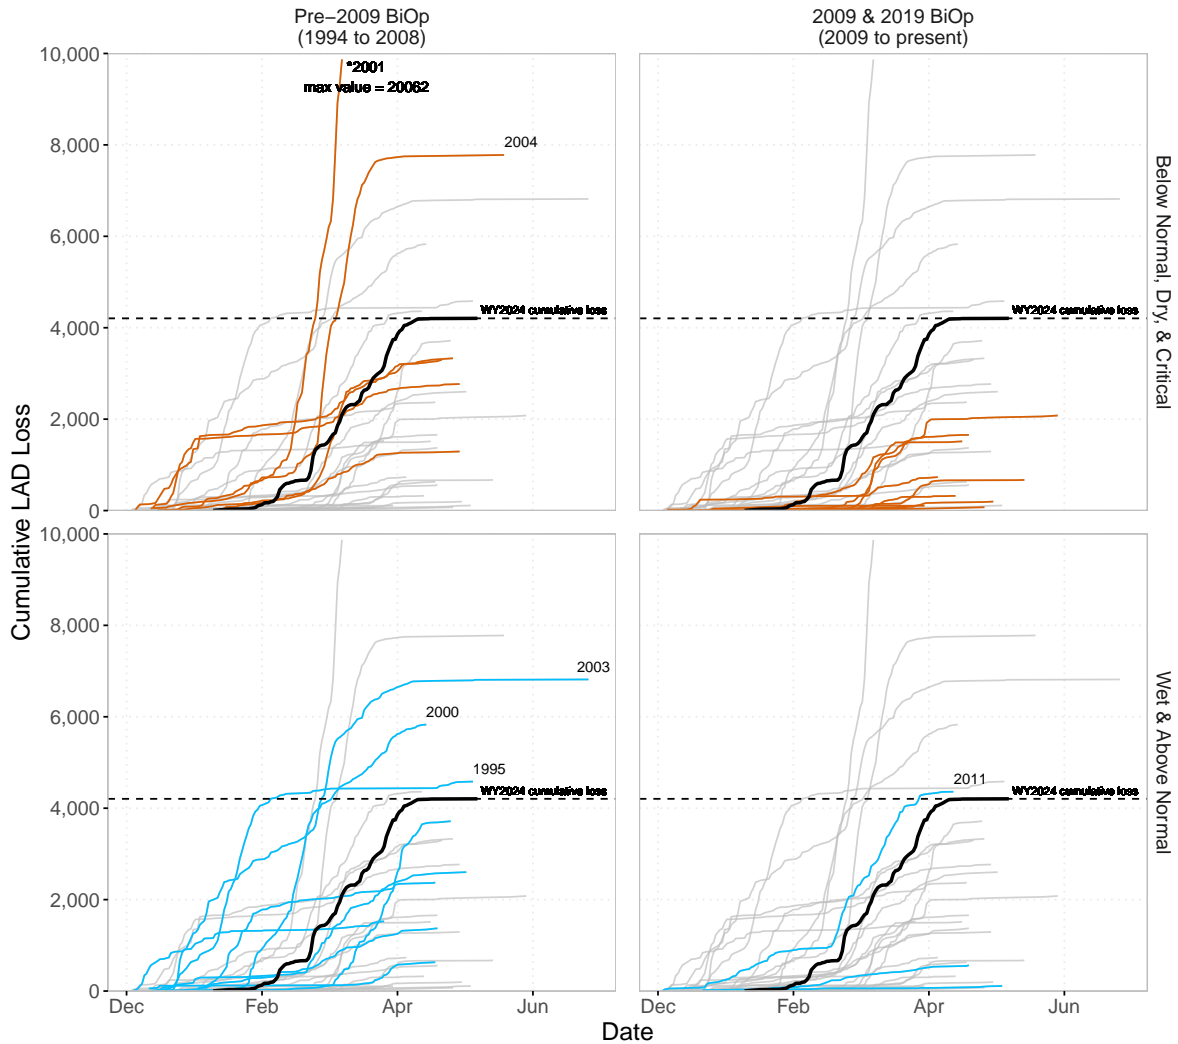 Pre−2009 BiOp
(1994 to 2008)
2009 & 2019 BiOp
(2009 to present)
10,000
8,000
6,000
4,000
2,000
0
*2001
max value = 20062
2004
WY2024 cumulative loss
WY2024 cumulative loss
Below Normal, Dry, & Critical
Cumulative LAD Loss
10,000
8,000
6,000
4,000
2,000
0
2003
2000
1995
WY2024 cumulative loss
2011
WY2024 cumulative loss
Wet & Above Normal
Dec
Feb
Apr
Jun
Dec
Feb
Apr
Jun
Date